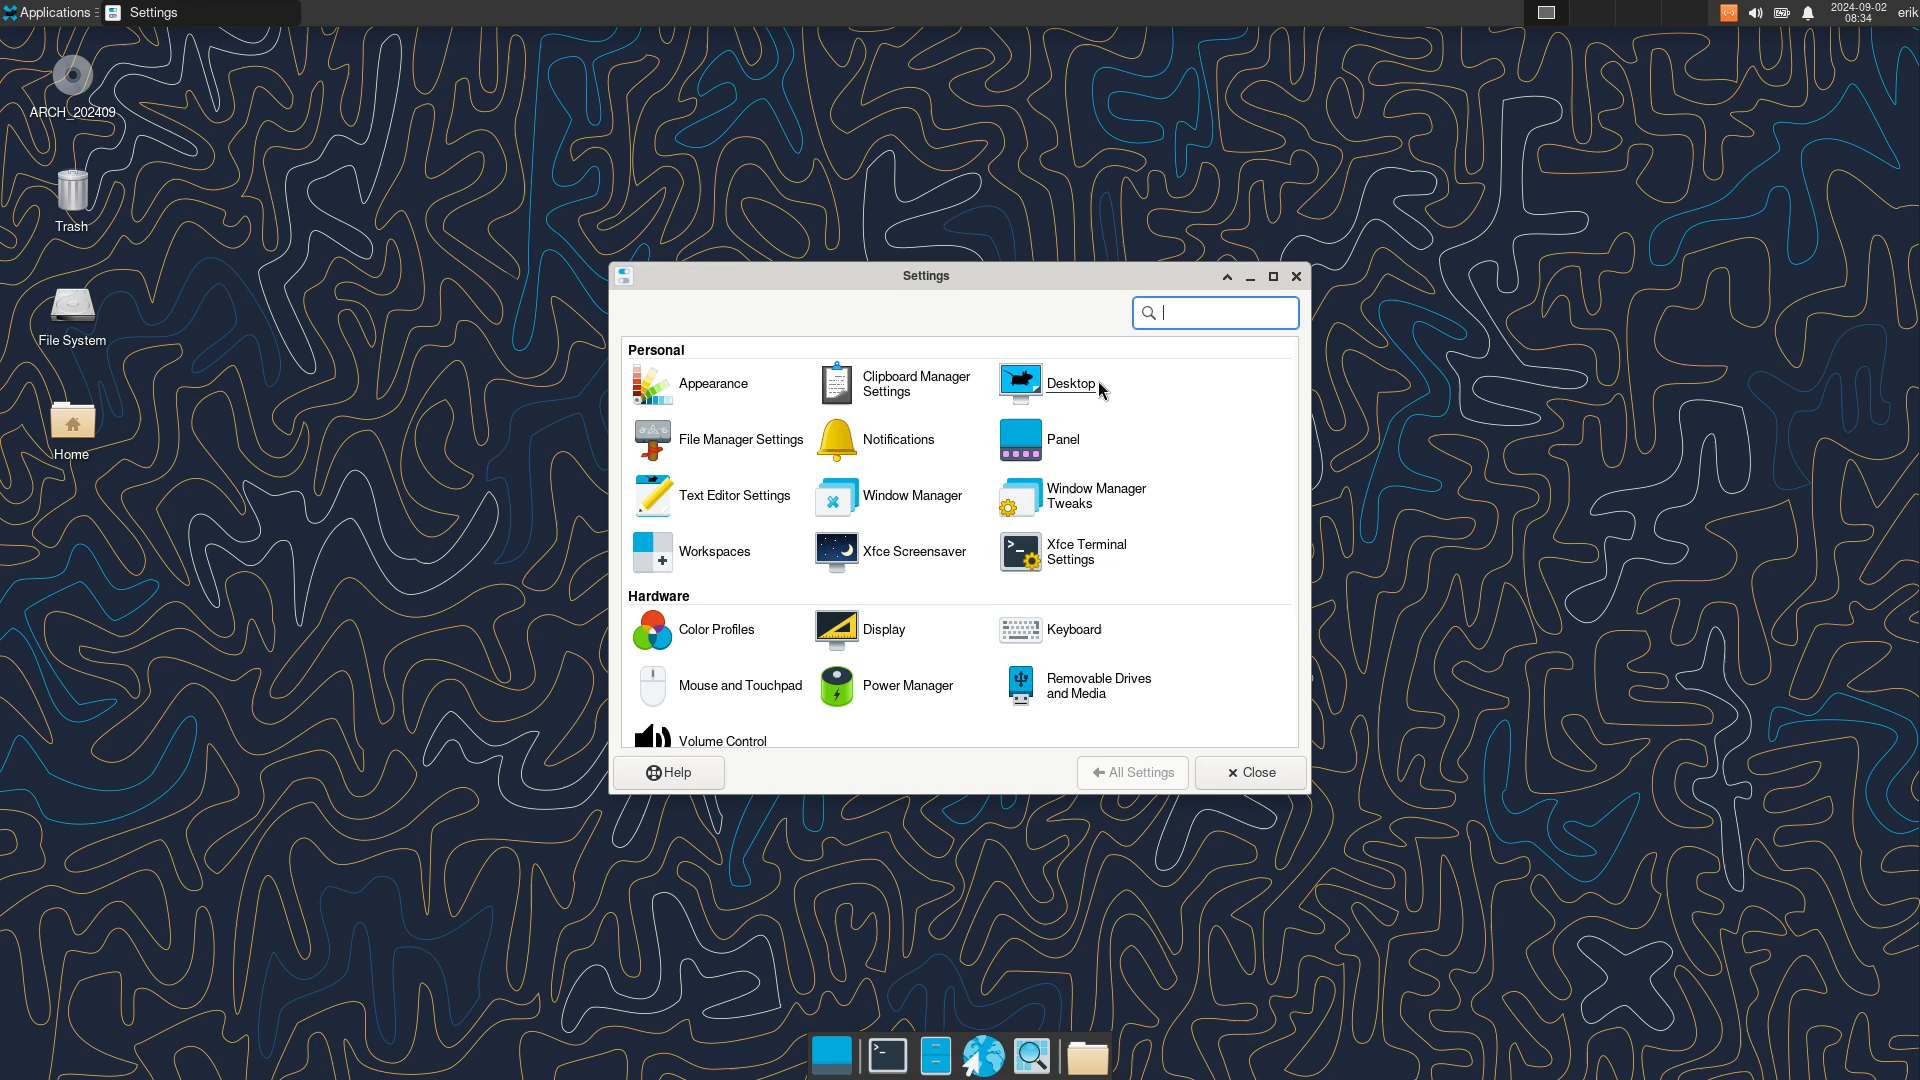 Applications
Settings
2024-09-02
08:34
erik
ARCH_202409
Trash
File System
Home
Settings
Personal
Appearance
Clipboard Manager
Settings
Desktop
File Manager Settings
Notifications
Panel
Text Editor Settings
Window Manager
Window Manager
Tweaks
Workspaces
Xfce Screensaver
Xfce Terminal
Settings
Hardware
Color Profiles
Display
Keyboard
Mouse and Touchpad
Power Manager
Removable Drives
and Media
Volume Control
Help
All Settings
Close